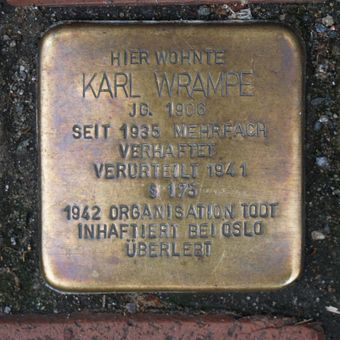 HIER WOHNTE
KARL WRAMPE
JG. 1906
SEIT 1935 MEHRFACH
VERHAFTET
VERURTEILT 1941
§ 175
1942 ORGANISATION TODT
INHAFTIERT BEI OSLO
ÜBERLEBT